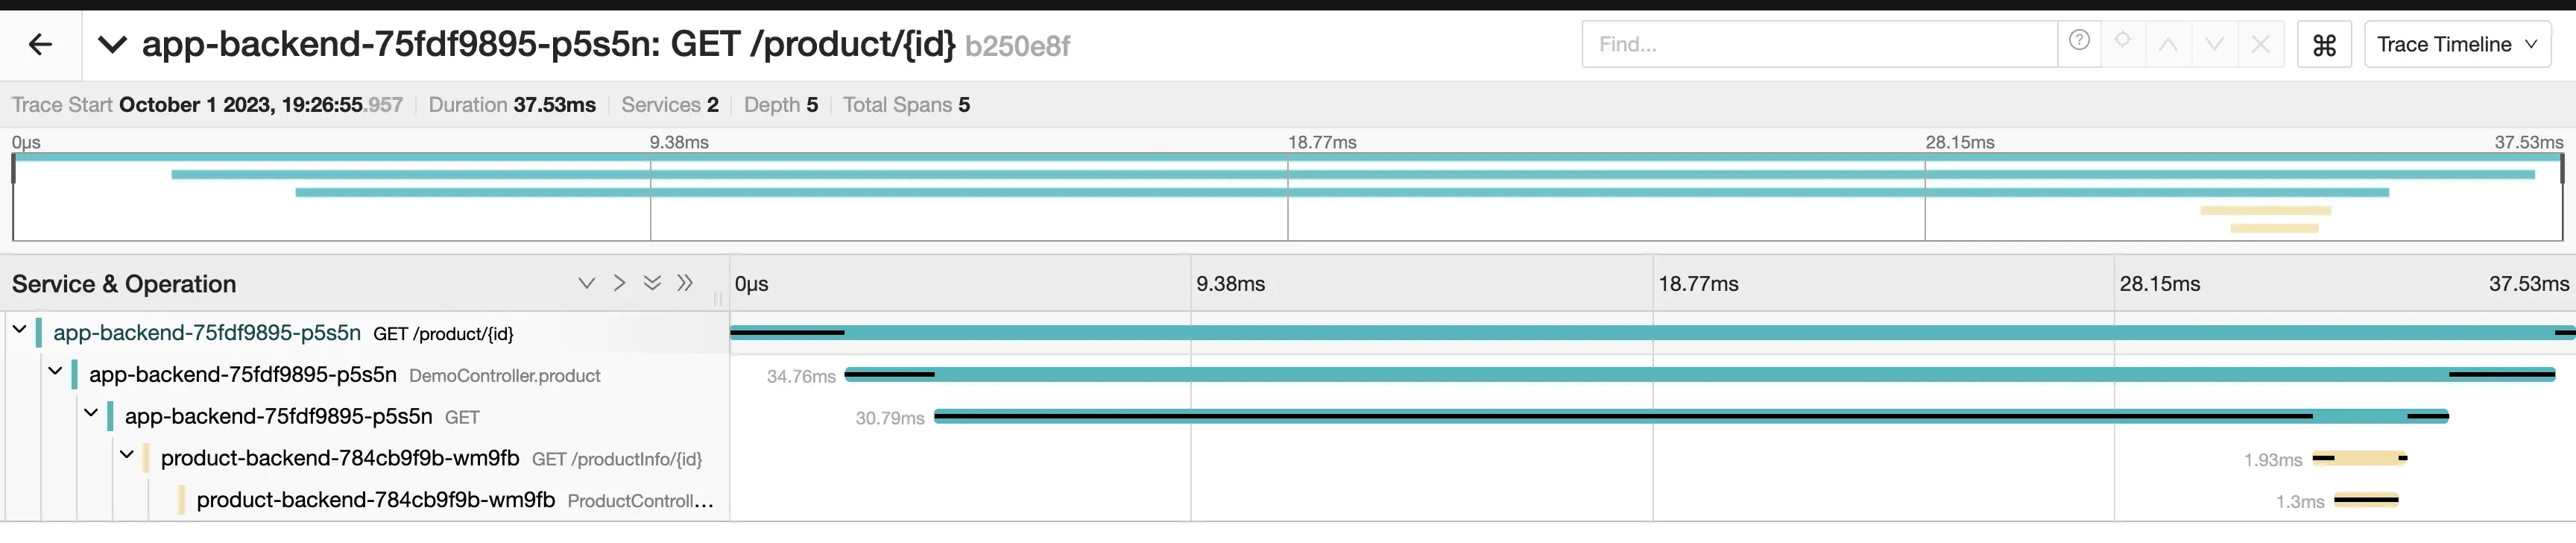 app-backend-75fdf9895-p5s5n: GET /product/{id} b250e8f
Find...
Trace Timeline
Trace Start October 1 2023, 19:26:55.957 Duration 37.53ms Services 2 Depth 5 Total Spans 5
0μs 9.38ms 18.77ms 28.15ms 37.53ms
Service & Operation 0μs 9.38ms 18.77ms 28.15ms 37.53ms
app-backend-75fdf9895-p5s5n GET /product/{id}
app-backend-75fdf9895-p5s5n DemoController.product 34.76ms
app-backend-75fdf9895-p5s5n GET 30.79ms
product-backend-784cb9f9b-wm9fb GET /productInfo/{id} 1.93ms
product-backend-784cb9f9b-wm9fb ProductControll... 1.3ms